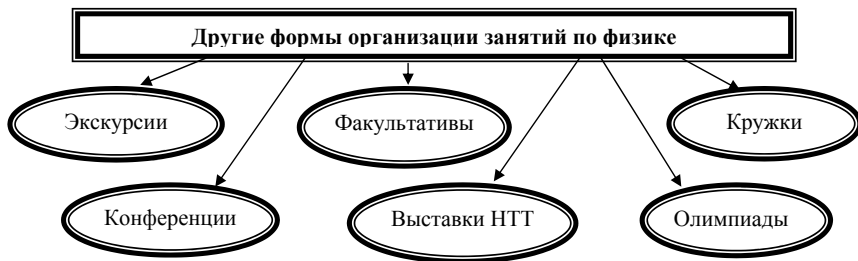 Другие формы организации занятий по физике
Экскурсии
Факультативы
Кружки
Конференции
Выставки НТТ
Олимпиады